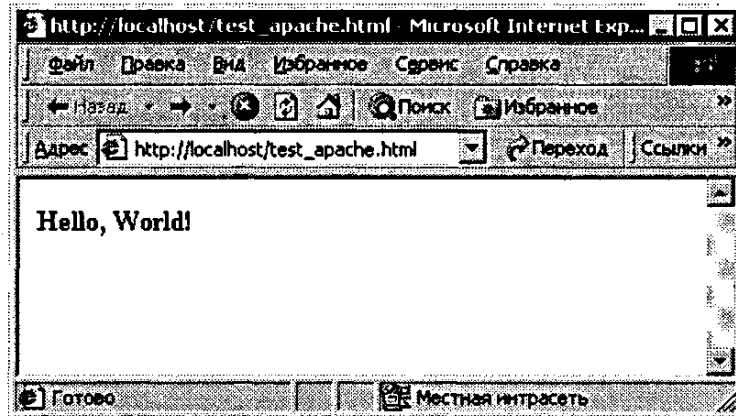 http://localhost/test_apache.html - Microsoft Internet Exp...
Файл Правка Вид Избранное Сервис Справка
Назад Поиск Избранное »
Адрес http://localhost/test_apache.html Переход Ссылки »
Hello, World!
Готово Местная интрасеть